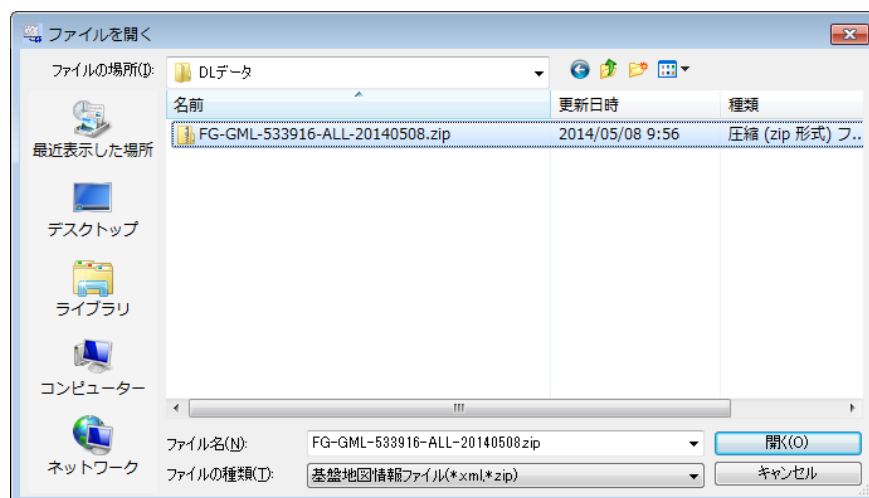 ファイルを開く
ファイルの場所(I):
DLデータ
名前
更新日時
種類
FG-GML-533916-ALL-20140508.zip
2014/05/08 9:56
圧縮 (zip 形式) フ...
最近表示した場所
デスクトップ
ライブラリ
コンピューター
ネットワーク
ファイル名(N):
FG-GML-533916-ALL-20140508.zip
開く(O)
ファイルの種類(T):
基盤地図情報ファイル(*.xml,*.zip)
キャンセル